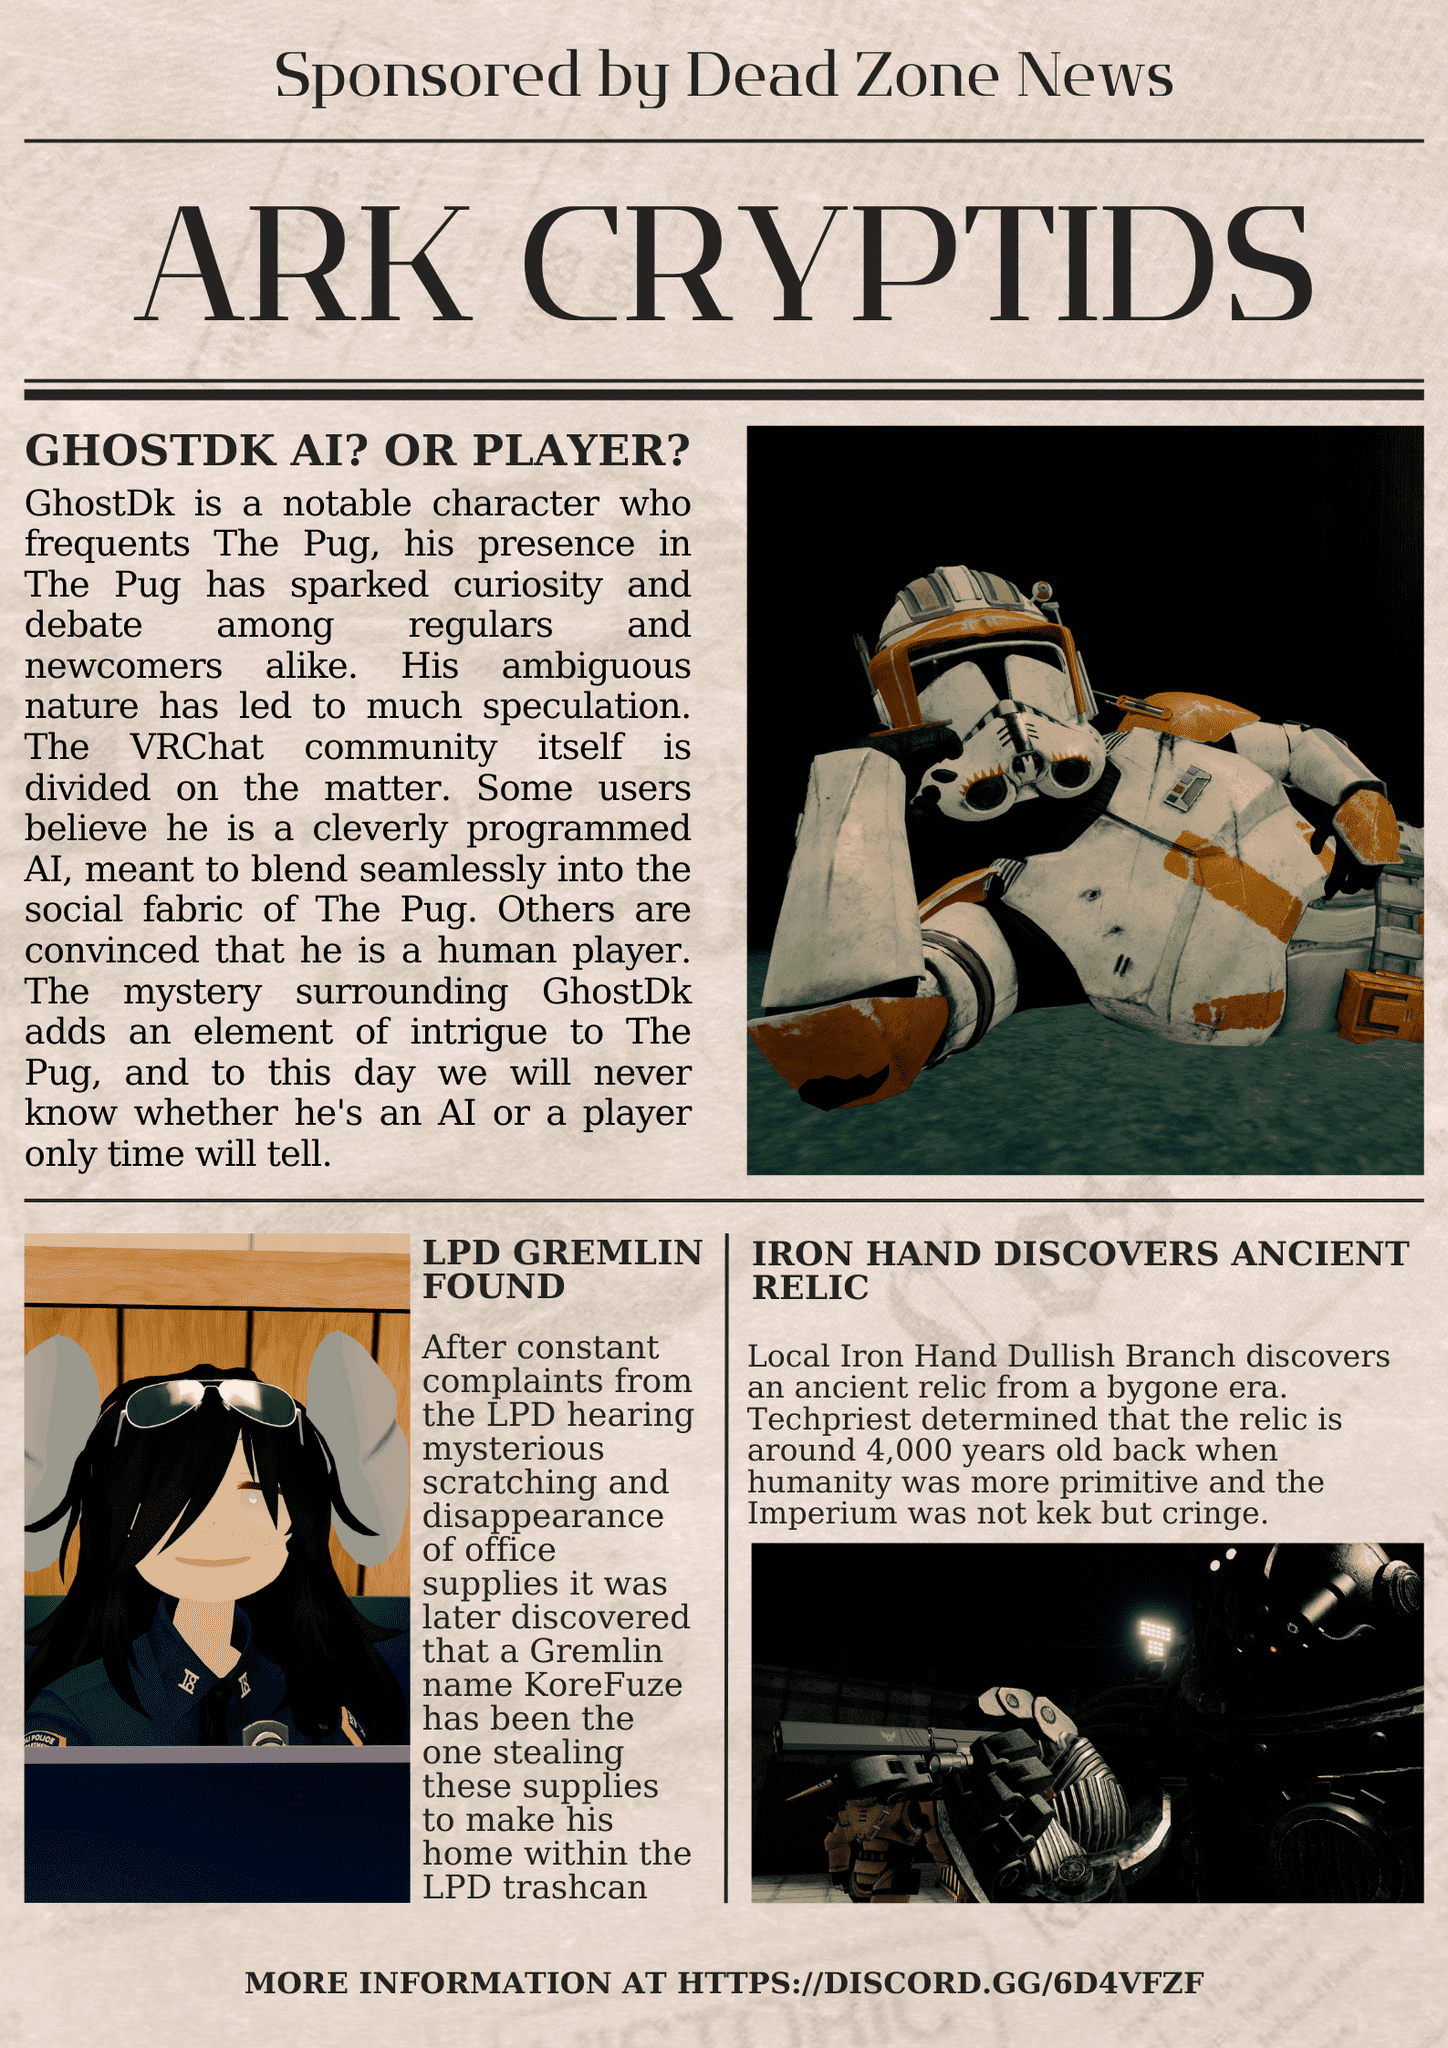 Sponsored by Dead Zone News
ARK CRYPTIDS
GHOSTDK AI? OR PLAYER?
GhostDk is a notable character who
frequents The Pug, his presence in
The Pug has sparked curiosity and
debate among regulars and
newcomers alike. His ambiguous
nature has led to much speculation.
The VRChat community itself is
divided on the matter. Some users
believe he is a cleverly programmed
AI, meant to blend seamlessly into the
social fabric of The Pug. Others are
convinced that he is a human player.
The mystery surrounding GhostDk
adds an element of intrigue to The
Pug, and to this day we will never
know whether he's an AI or a player
only time will tell.
LPD GREMLIN
FOUND
After constant
complaints from
the LPD hearing
mysterious
scratching and
disappearance
of office
supplies it was
later discovered
that a Gremlin
name KoreFuze
has been the
one stealing
these supplies
to make his
home within the
LPD trashcan
IRON HAND DISCOVERS ANCIENT
RELIC
Local Iron Hand Dullish Branch discovers
an ancient relic from a bygone era.
Techpriest determined that the relic is
around 4,000 years old back when
humanity was more primitive and the
Imperium was not kek but cringe.
POLICE
MORE INFORMATION AT HTTPS://DISCORD.GG/6D4VFZF